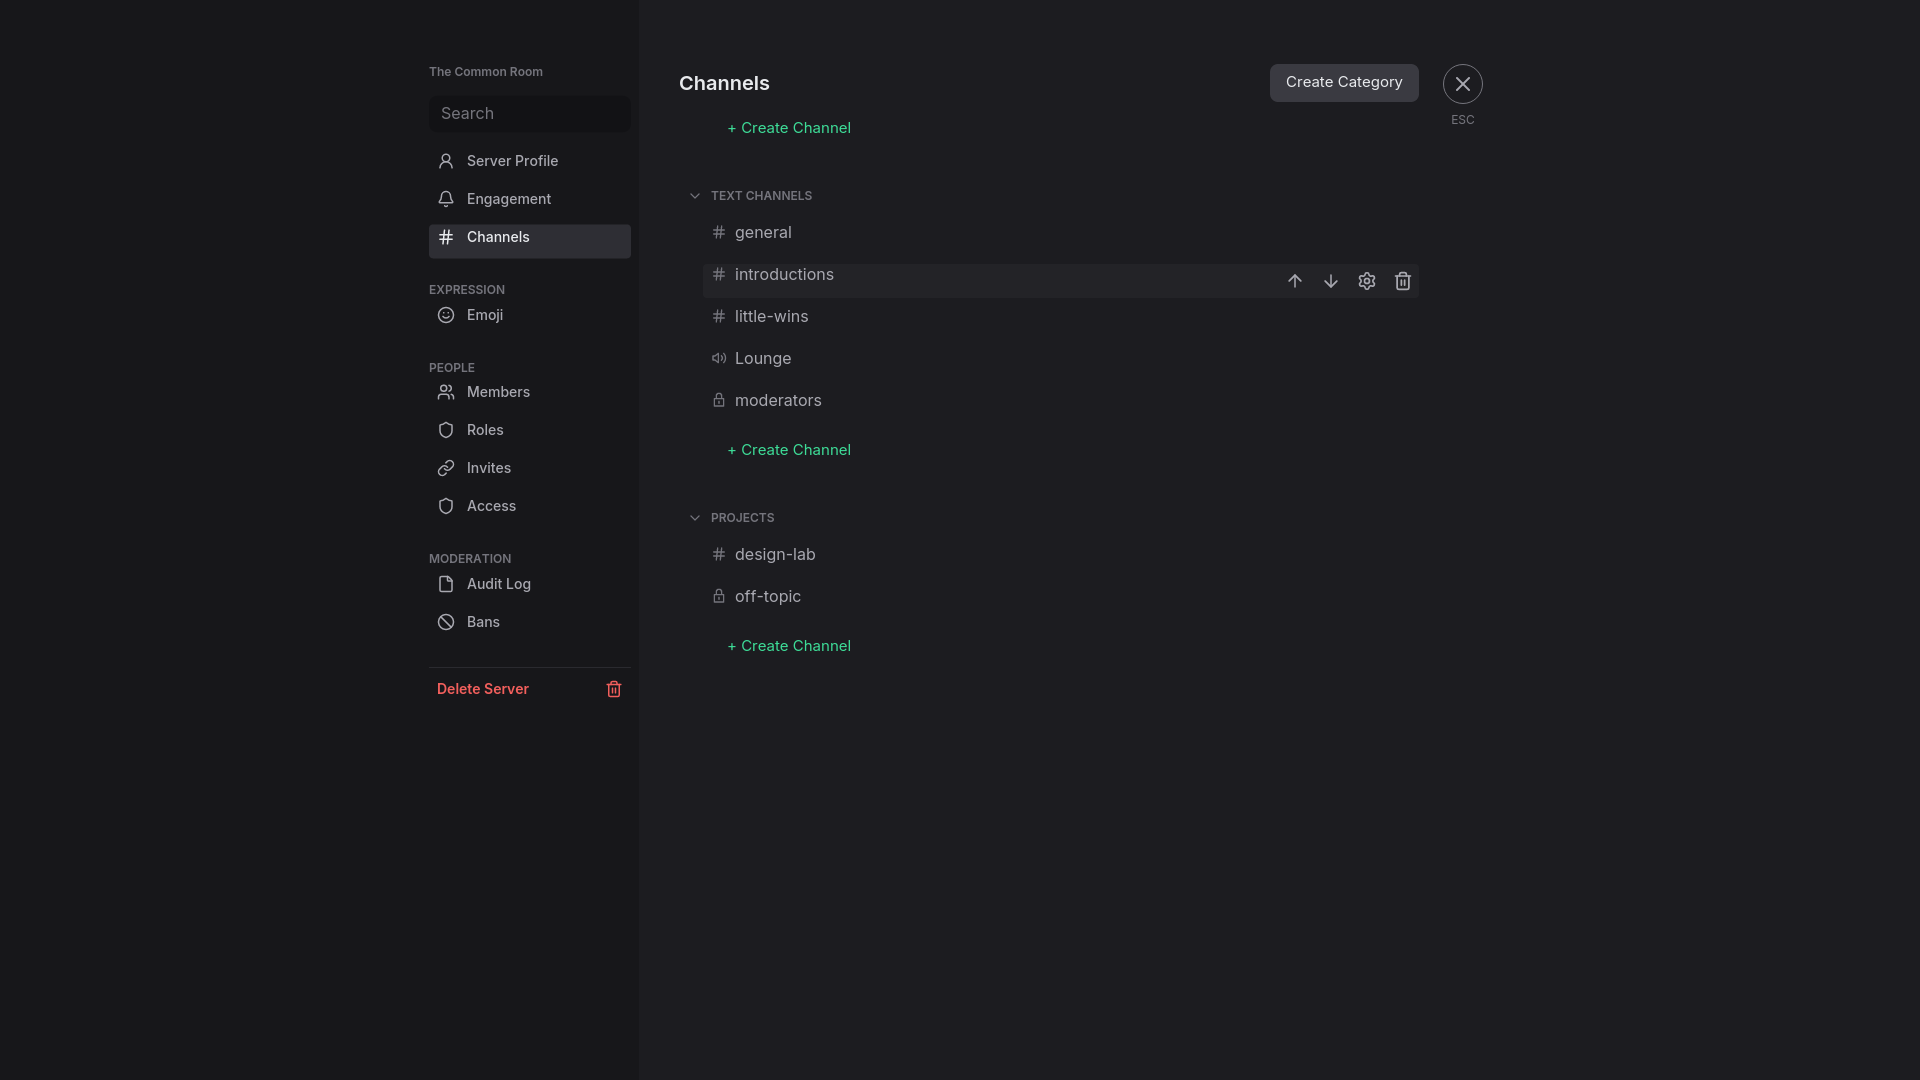 The Common Room
Search
Server Profile
Engagement
Channels
EXPRESSION
Emoji
PEOPLE
Members
Roles
Invites
Access
MODERATION
Audit Log
Bans
Delete Server
Channels
Create Category
ESC
+ Create Channel
TEXT CHANNELS
general
introductions
little-wins
Lounge
moderators
+ Create Channel
PROJECTS
design-lab
off-topic
+ Create Channel